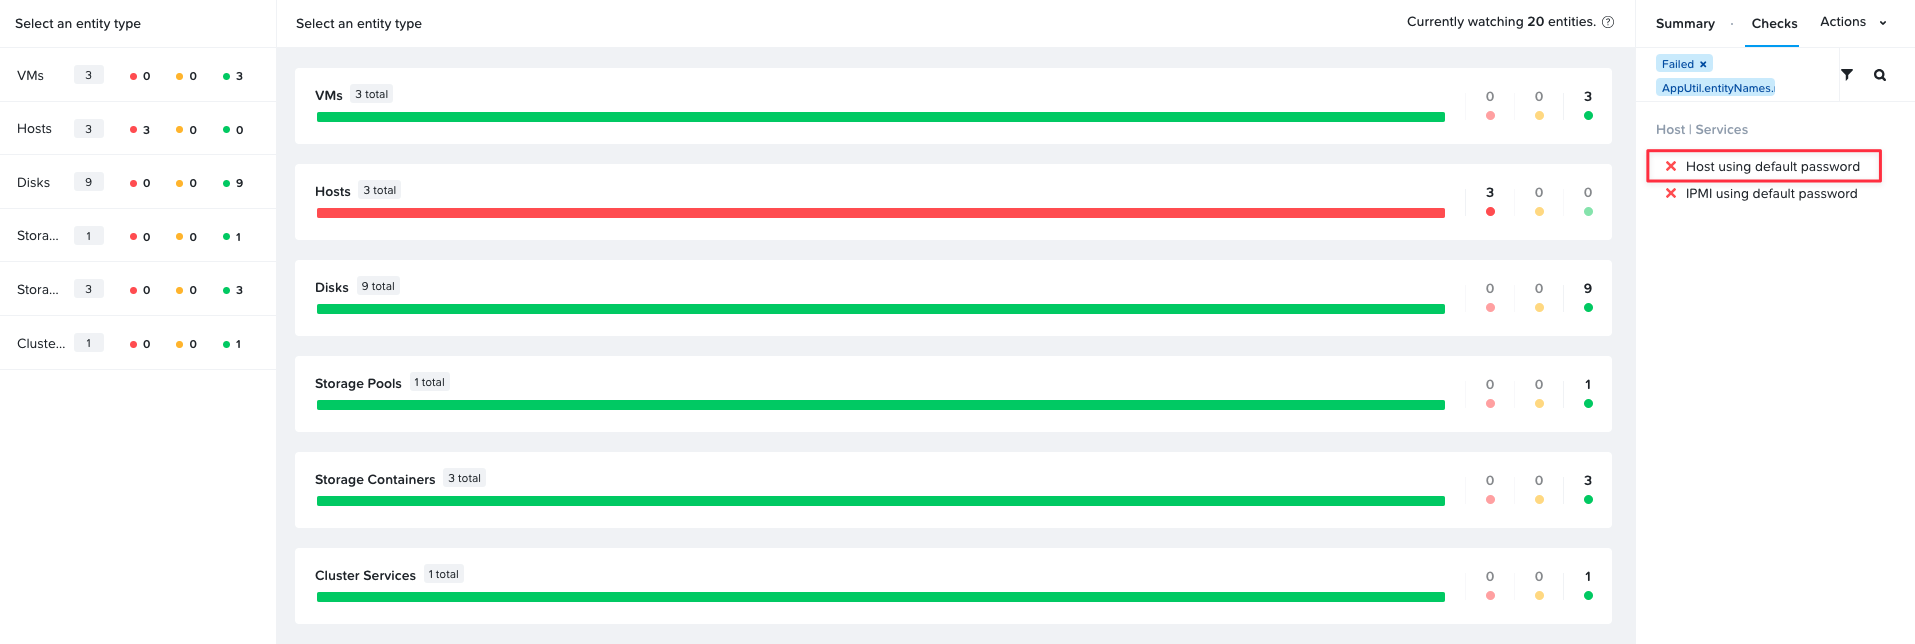 Select an entity type
VMs 3 0 0 3
Hosts 3 3 0 0
Disks 9 0 0 9
Stora... 1 0 0 1
Stora... 3 0 0 3
Cluste... 1 0 0 1
Select an entity type
Currently watching 20 entities. ?
VMs 3 total 0 0 3
Hosts 3 total 3 0 0
Disks 9 total 0 0 9
Storage Pools 1 total 0 0 1
Storage Containers 3 total 0 0 3
Cluster Services 1 total 0 0 1
Summary · Checks Actions
Failed ×
AppUtil.entityNames.
Host | Services
Host using default password
IPMI using default password